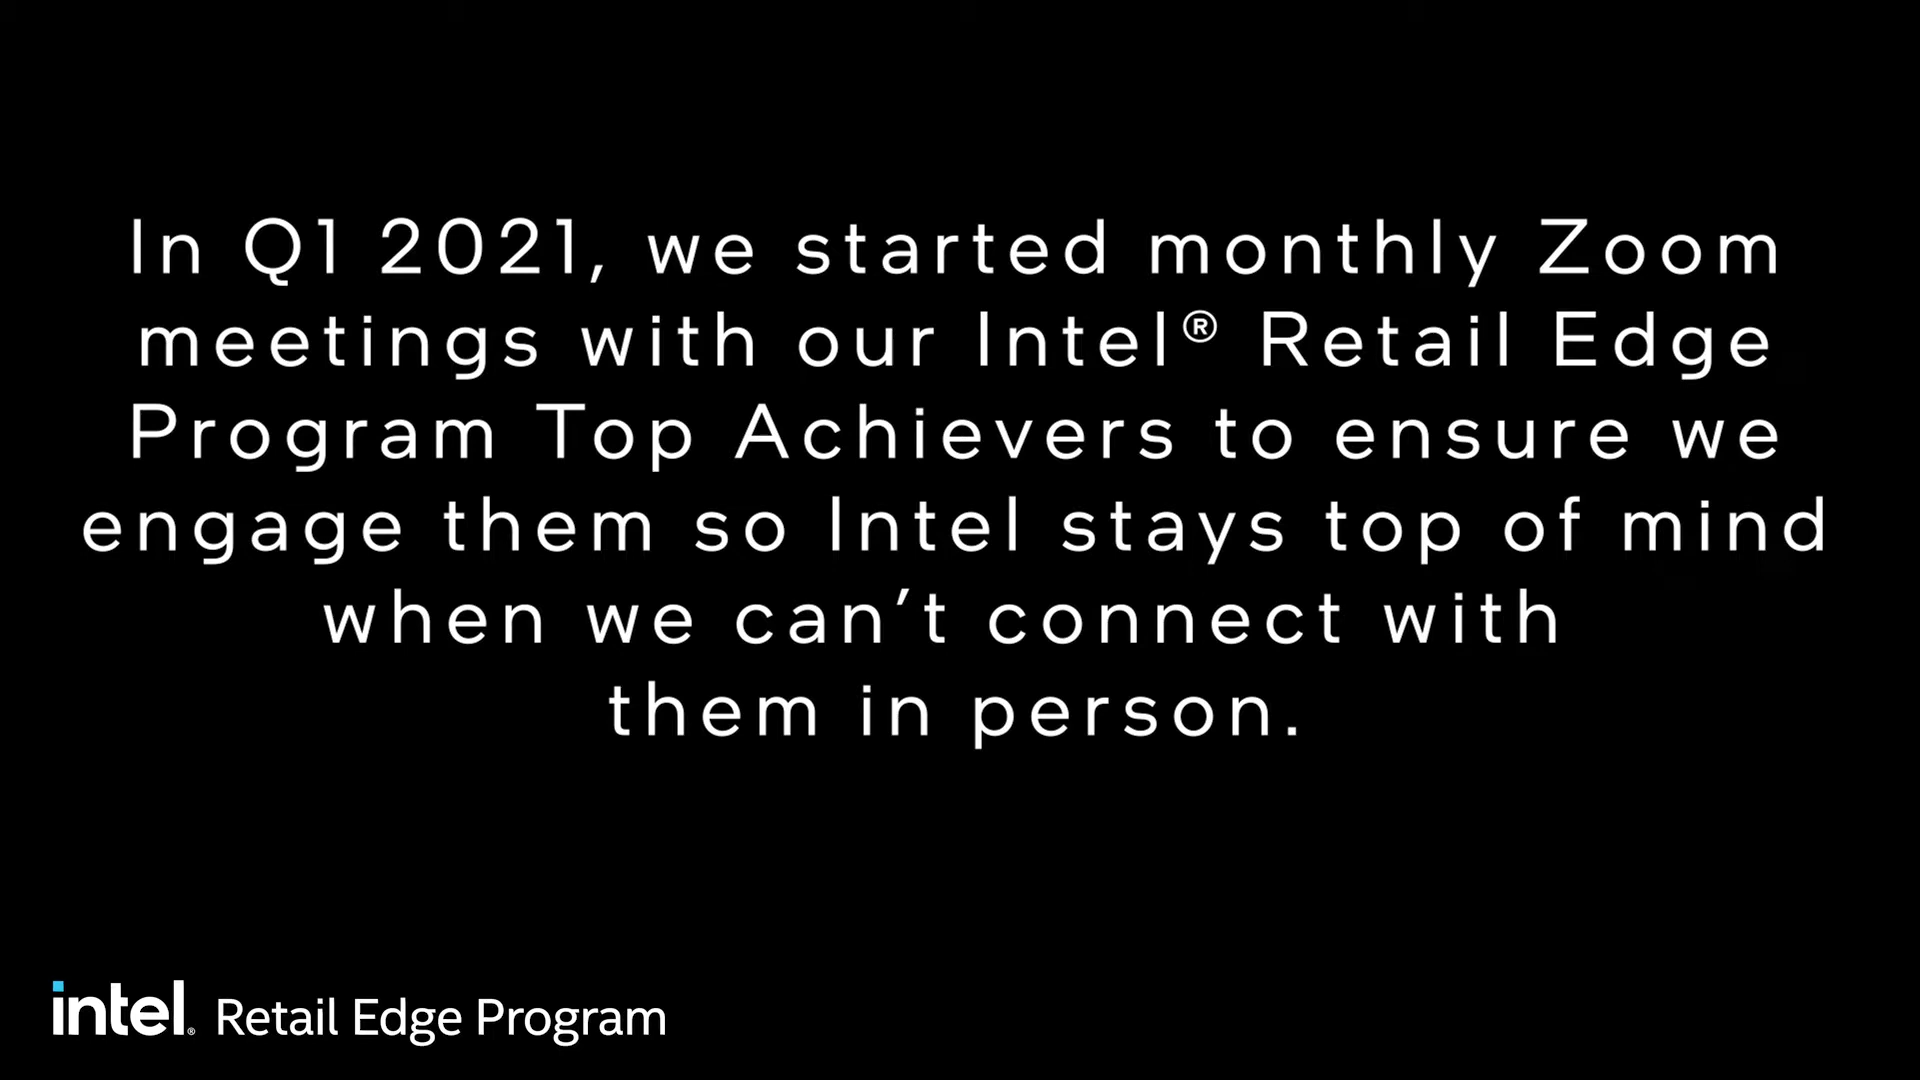 In Q1 2021, we started monthly Zoom
meetings with our Intel® Retail Edge
Program Top Achievers to ensure we
engage them so Intel stays top of mind
when we can’t connect with
them in person.
intel® Retail Edge Program